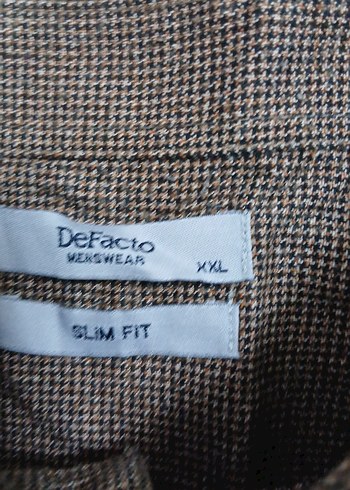 DeFacto
MENSWEAR
XXL
SLIM FIT